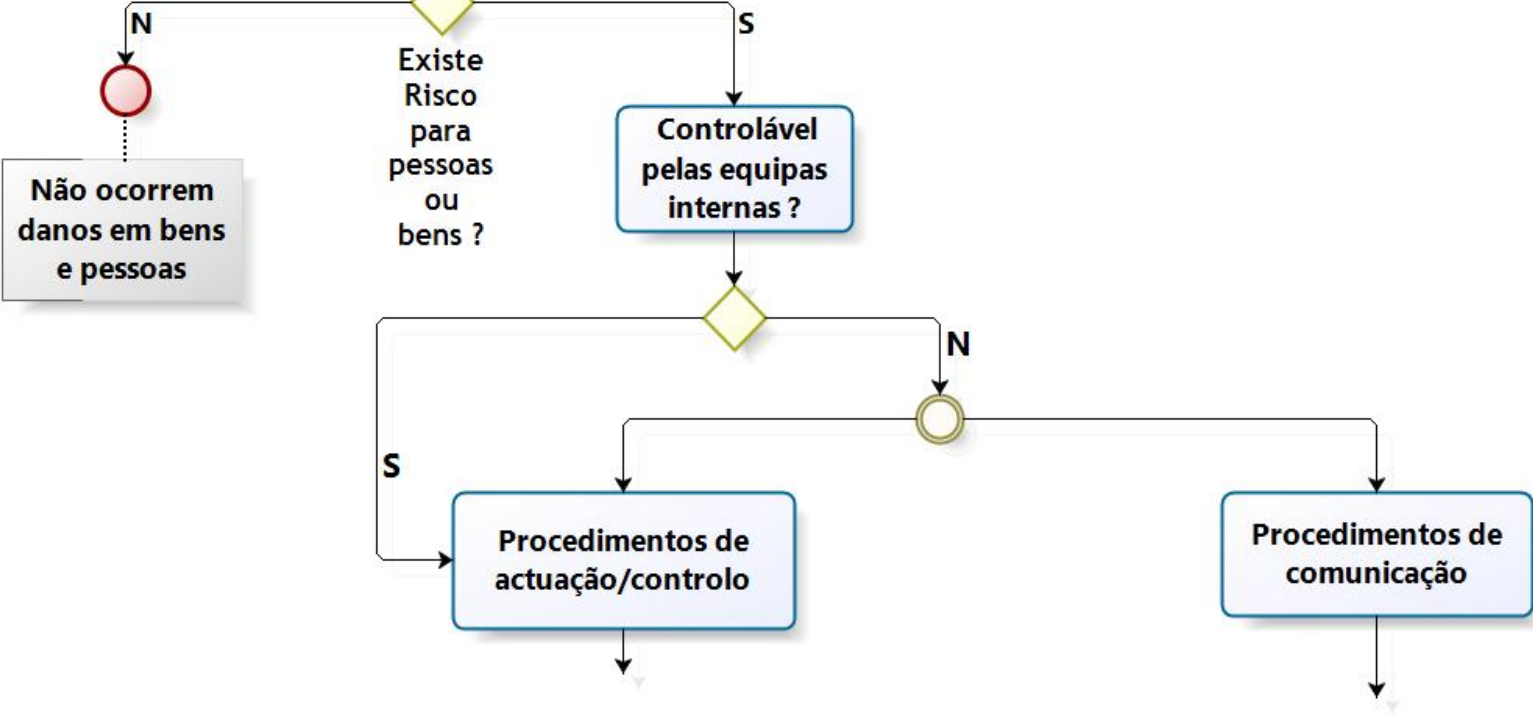 N
S
Existe
Risco
para
pessoas
ou
bens ?
Controlável
pelas equipas
internas ?
Não ocorrem
danos em bens
e pessoas
N
S
Procedimentos de
actuação/controlo
Procedimentos de
comunicação